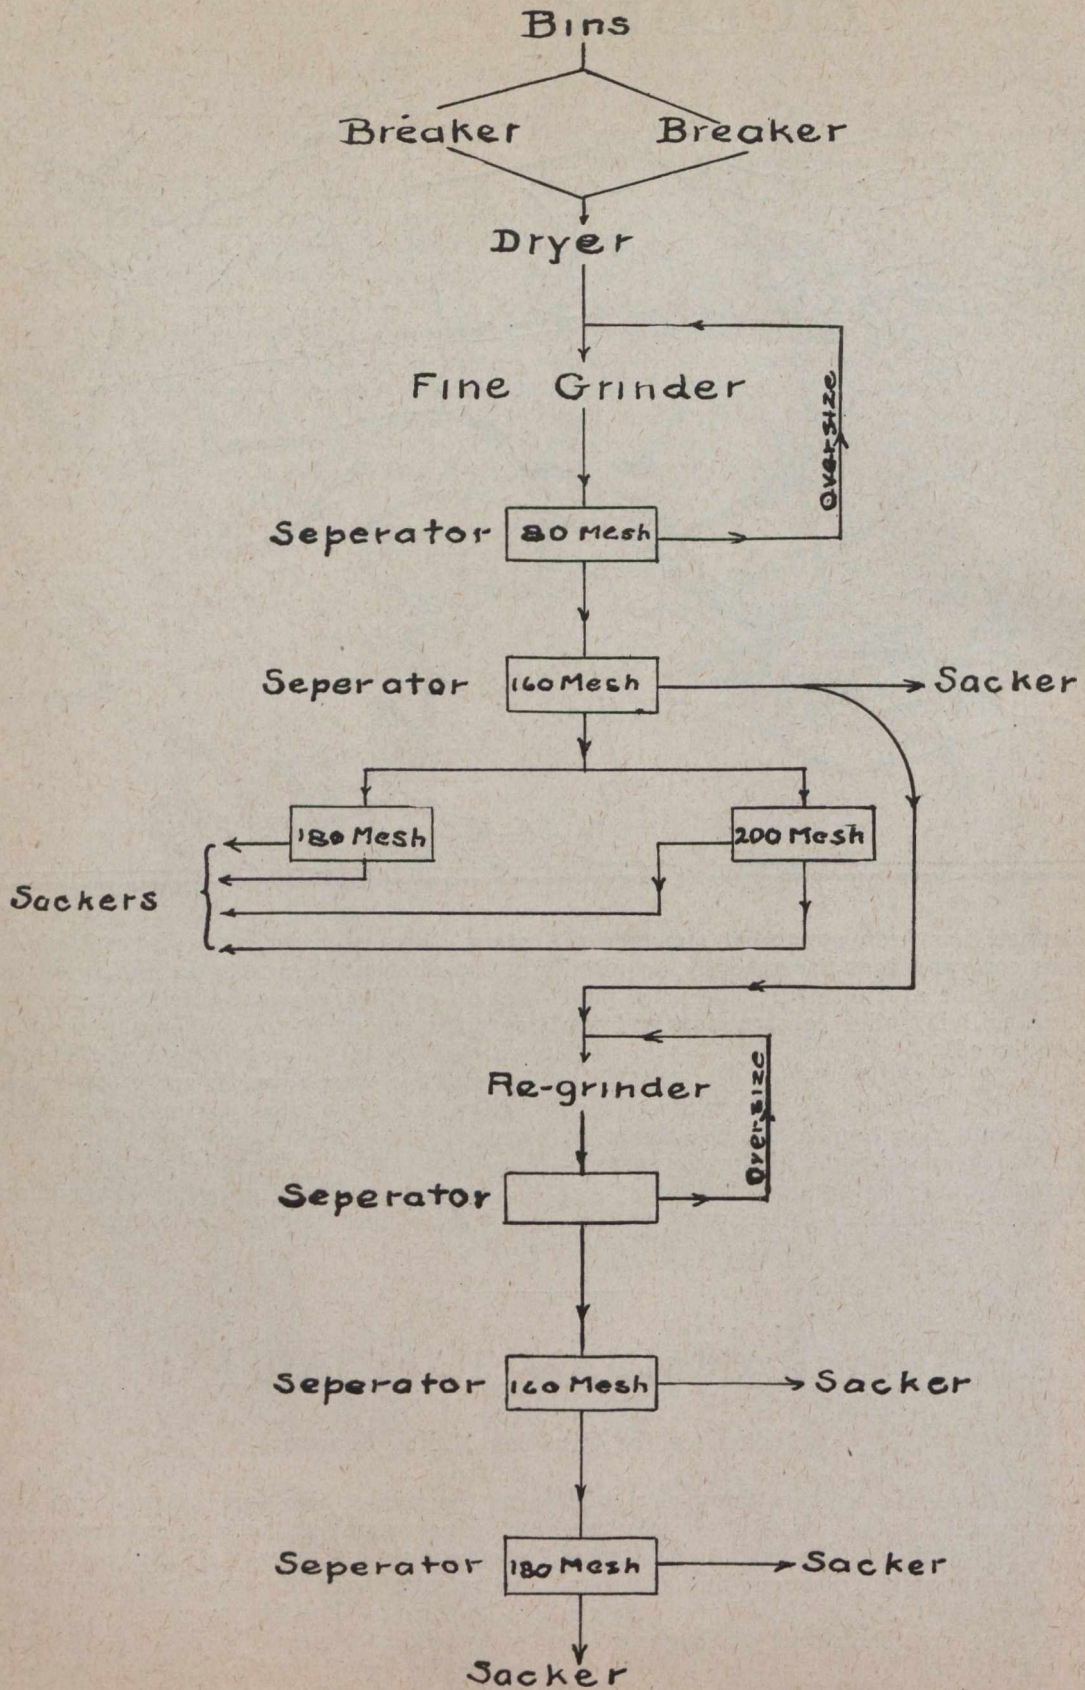 Bins
Breaker Breaker
Dryer
Fine Grinder
Oversize
Seperator 80 Mesh
Seperator 160 Mesh Sacker
180 Mesh 200 Mesh
Sackers
Re-grinder
Oversize
Seperator
Seperator 160 Mesh Sacker
Seperator 180 Mesh Sacker
Sacker